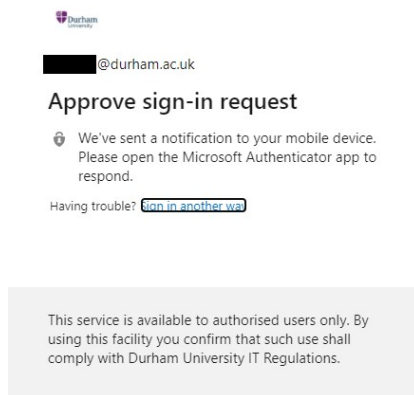 Durham
University
@durham.ac.uk
Approve sign-in request
We've sent a notification to your mobile device.
Please open the Microsoft Authenticator app to
respond.
Having trouble? Sign in another way
This service is available to authorised users only. By
using this facility you confirm that such use shall
comply with Durham University IT Regulations.